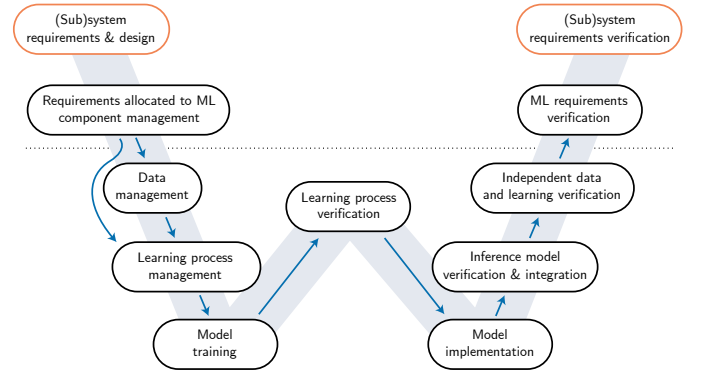 (Sub)system
requirements & design
(Sub)system
requirements verification
Requirements allocated to ML
component management
ML requirements
verification
Data
management
Independent data
and learning verification
Learning process
verification
Learning process
management
Inference model
verification & integration
Model
training
Model
implementation